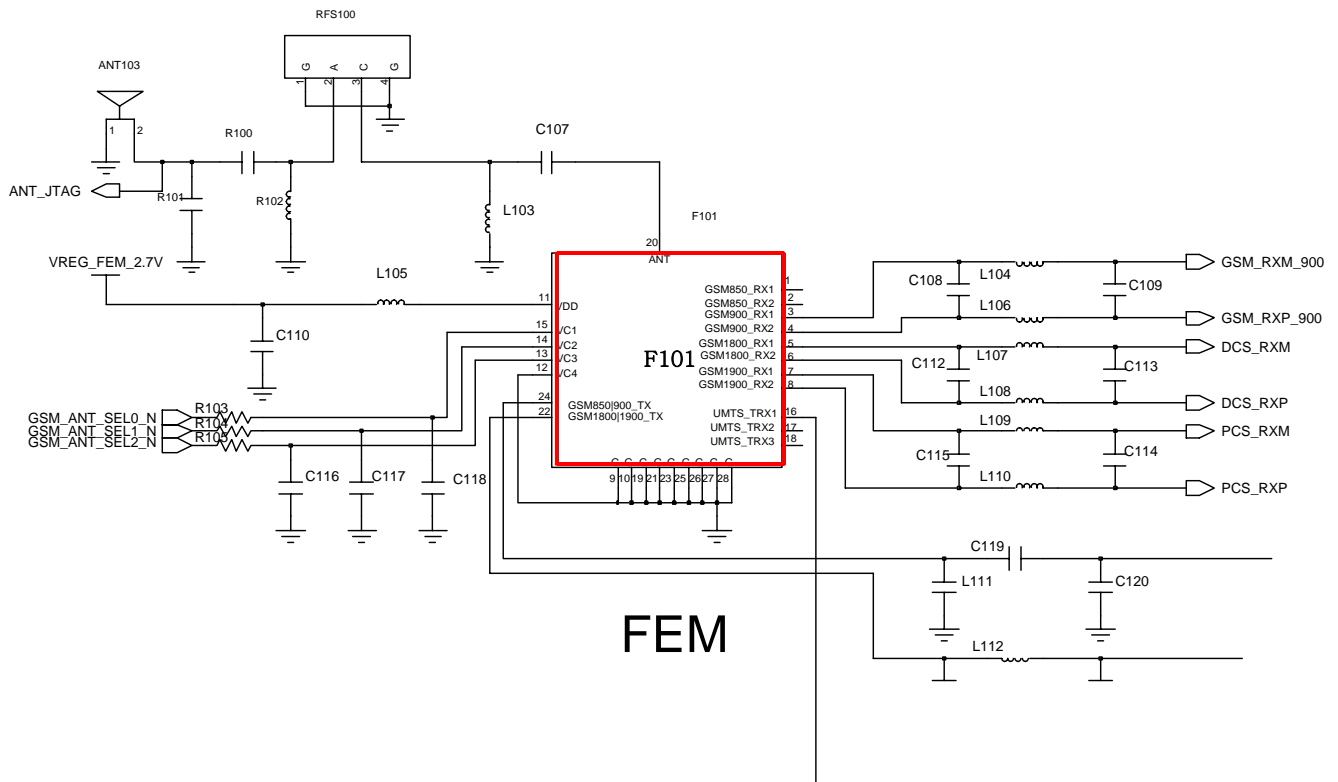 RFS100
G A C G
1 2 3 4
ANT103
1 2
R100
C107
ANT_JTAG
R101
R102
L103
F101
20
ANT
VREG_FEM_2.7V
L105
C110
11 VDD
15 VC1
14 VC2
13 VC3
12 VC4
24 GSM850|900_TX
22 GSM1800|1900_TX
F101
GSM850_RX1 1
GSM850_RX2 2
GSM900_RX1 3
GSM900_RX2 4
GSM1800_RX1 5
GSM1800_RX2 6
GSM1900_RX1 7
GSM1900_RX2 8
UMTS_TRX1 16
UMTS_TRX2 17
UMTS_TRX3 18
G G G G G G G G G
9 10 19 21 23 25 26 27 28
GSM_ANT_SEL0_N R103
GSM_ANT_SEL1_N R104
GSM_ANT_SEL2_N R105
C116 C117 C118
C108 L104 C109 GSM_RXM_900
L106 GSM_RXP_900
C112 L107 C113 DCS_RXM
L108 DCS_RXP
L109 PCS_RXM
C115 C114
L110 PCS_RXP
C119
L111 C120
L112
FEM